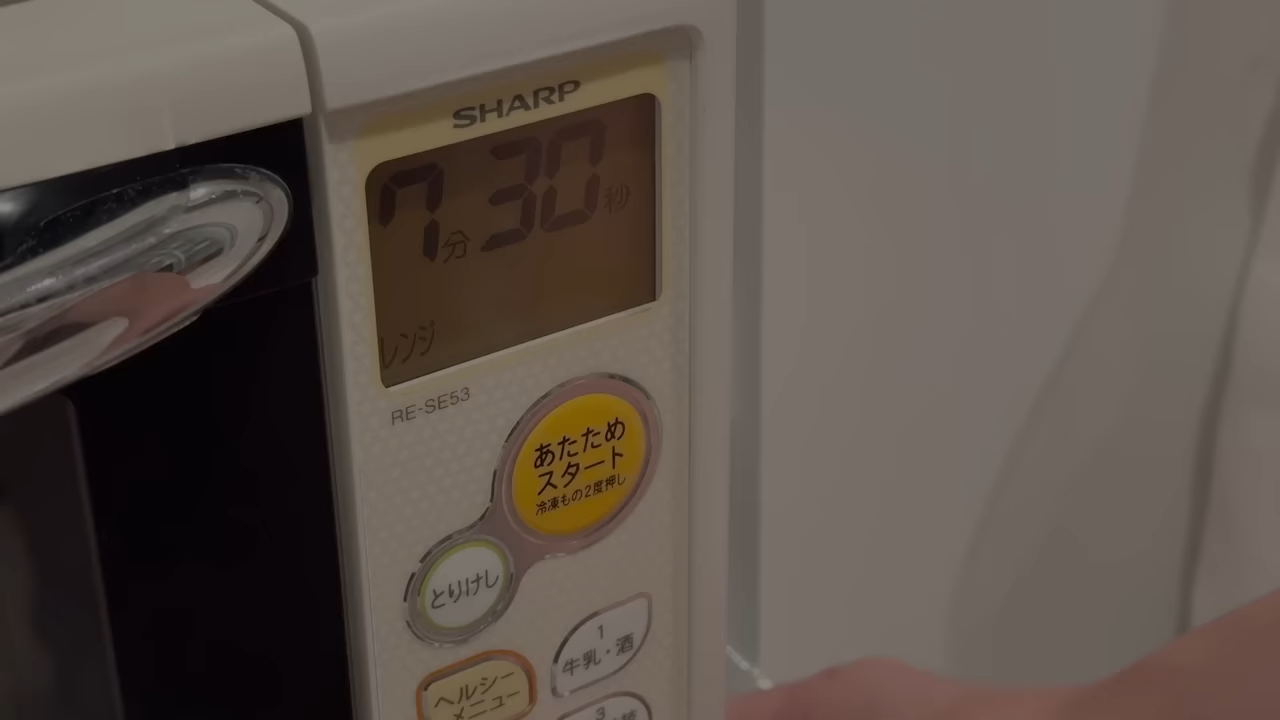 SHARP
7分30秒
レンジ
RE-SE53
あたため
スタート
冷凍もの2度押し
とりけし
1
牛乳・酒
ヘルシー
メニュー
3